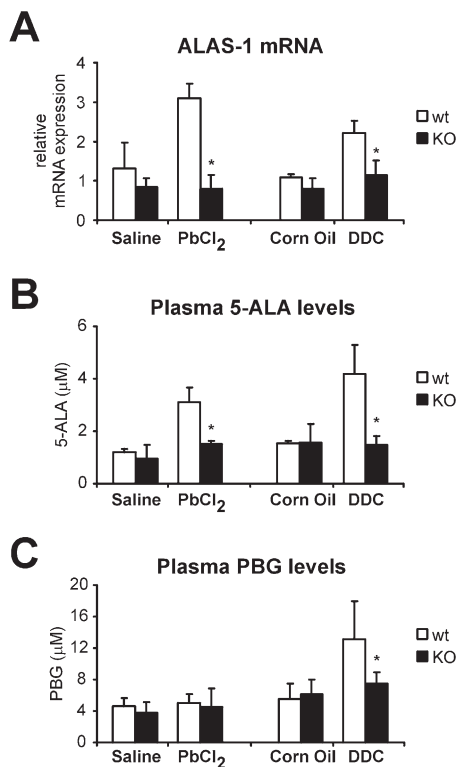 A
ALAS-1 mRNA
relative
mRNA expression
4
3
2
1
0
*
*
wt
KO
Saline PbCl2 Corn Oil DDC
B
Plasma 5-ALA levels
5-ALA (μM)
6
4
2
0
*
*
wt
KO
Saline PbCl2 Corn Oil DDC
C
Plasma PBG levels
PBG (μM)
20
16
12
8
4
0
*
wt
KO
Saline PbCl2 Corn Oil DDC